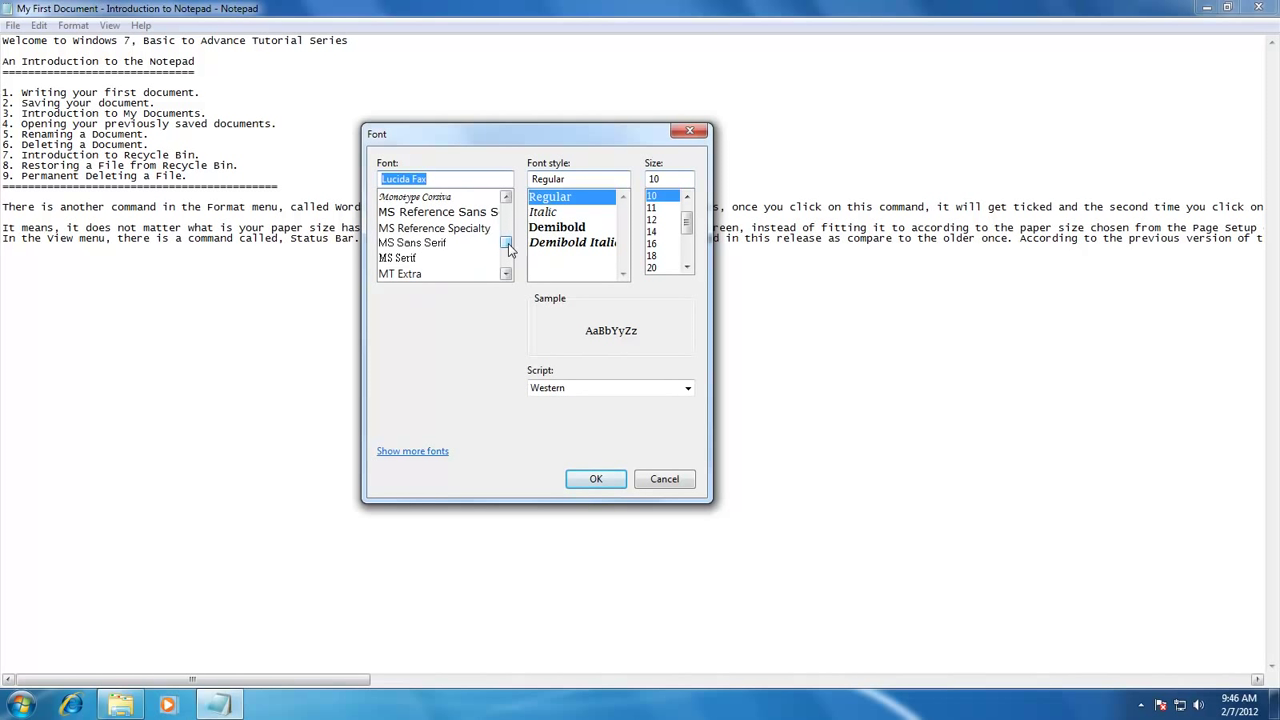 My First Document - Introduction to Notepad - Notepad
File Edit Format View Help
Welcome to Windows 7, Basic to Advance Tutorial Series
An Introduction to the Notepad
==============================
1. Writing your first document.
2. Saving your document.
3. Introduction to My Documents.
4. Opening your previously saved documents.
5. Renaming a Document.
6. Deleting a Document.
7. Introduction to Recycle Bin.
8. Restoring a File from Recycle Bin.
9. Permanent Deleting a File.
===========================================
There is another command in the Format menu, called Word s, once you click on this command, it will get ticked and the second time you click on
It means, it does not matter what is your paper size has reen, instead of fitting it to according to the paper size chosen from the Page Setup
In the View menu, there is a command called, Status Bar. d in this release as compare to the older once. According to the previous version of t
Font
Font: Font style: Size:
Lucida Fax Regular 10
Monotype Corsiva
MS Reference Sans S
MS Reference Specialty
MS Sans Serif
MS Serif
MT Extra
Regular
Italic
Demibold
Demibold Itali
10
11
12
14
16
18
20
Sample
AaBbYyZz
Script:
Western
Show more fonts
OK Cancel
9:46 AM
2/7/2012